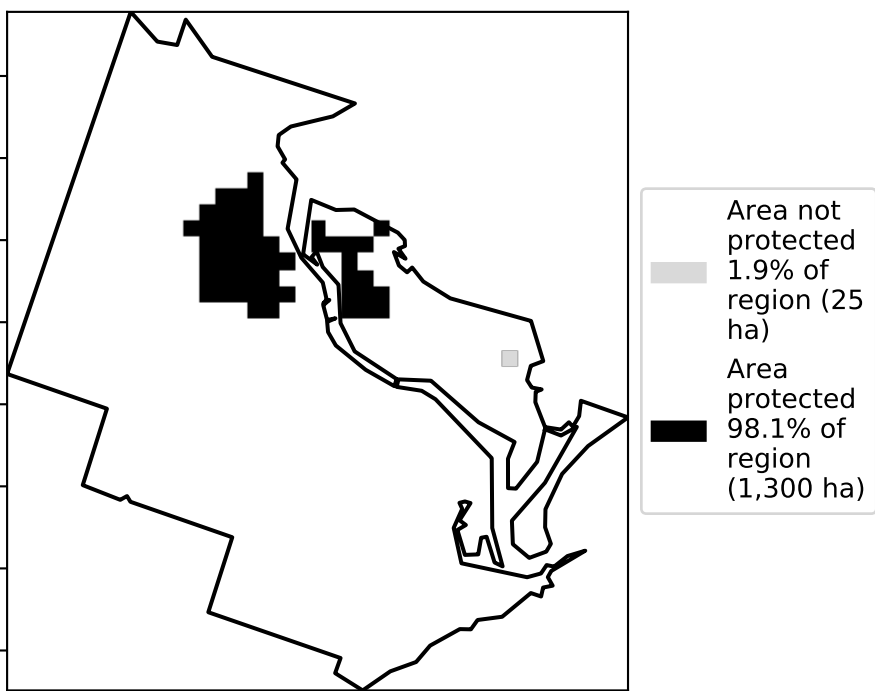 Area not
protected
1.9% of
region (25
ha)
Area
protected
98.1% of
region
(1,300 ha)